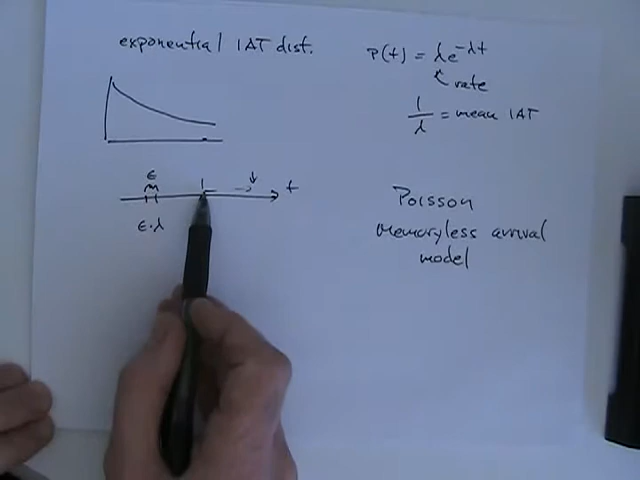 exponential IAT dist.
P(t) = λe^-λt
rate
1/λ = mean IAT
ε
t
ε·λ
Poisson
memoryless arrival
model